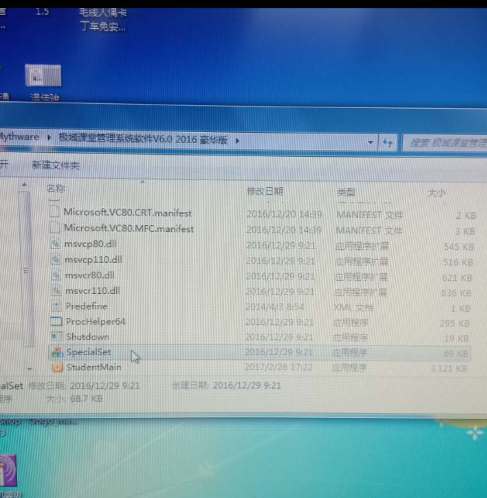 1.5 毛线人偶卡
丁车免安...
Mythware ▸ 极域课堂管理系统软件V6.0 2016 豪华版 ▸
搜索 极域课堂管理
开 新建文件夹
名称 修改日期 类型 大小
Microsoft.VC80.CRT.manifest 2016/12/20 14:39 MANIFEST 文件 2 KB
Microsoft.VC80.MFC.manifest 2016/12/20 14:39 MANIFEST 文件 3 KB
msvcp80.dll 2016/12/29 9:21 应用程序扩展 545 KB
msvcp110.dll 2016/12/29 9:21 应用程序扩展 516 KB
msvcr80.dll 2016/12/29 9:21 应用程序扩展 621 KB
msvcr110.dll 2016/12/29 9:21 应用程序扩展 836 KB
Predefine 2014/4/3 8:54 XML 文档 1 KB
ProcHelper64 2016/12/29 9:21 应用程序 295 KB
Shutdown 2016/12/29 9:21 应用程序 19 KB
SpecialSet 2016/12/29 9:21 应用程序 69 KB
StudentMain 2017/2/26 17:22 应用程序 3,121 KB
alSet 修改日期: 2016/12/29 9:21 创建日期: 2016/12/29 9:21
程序 大小: 68.7 KB